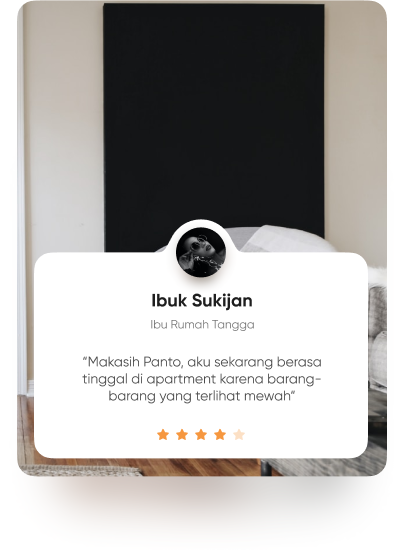 Ibuk Sukijan
Ibu Rumah Tangga
“Makasih Panto, aku sekarang berasa
tinggal di apartment karena barang-
barang yang terlihat mewah“